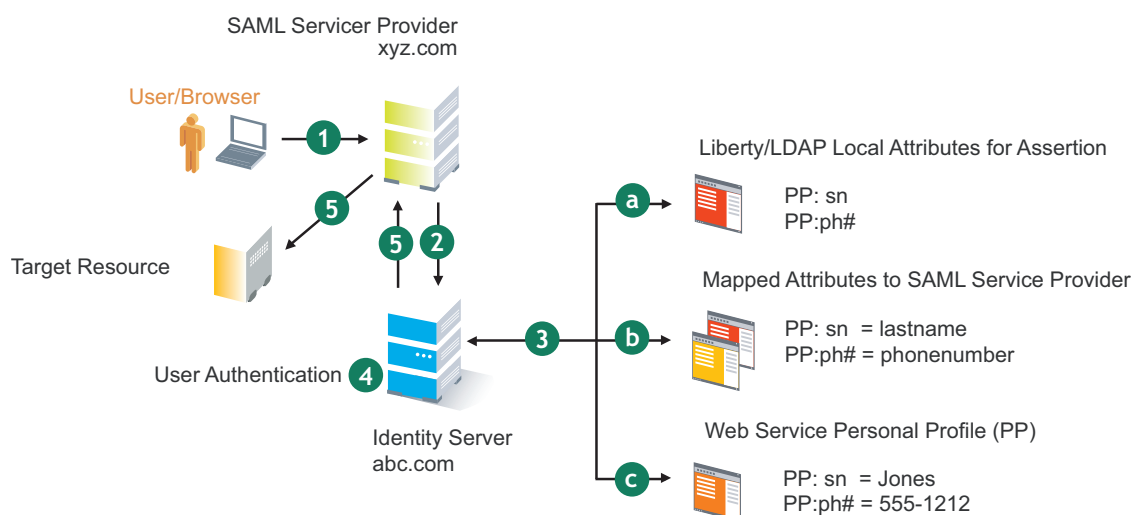 SAML Servicer Provider
xyz.com
User/Browser
1
Liberty/LDAP Local Attributes for Assertion
a
PP: sn
PP:ph#
5
5
2
Target Resource
Mapped Attributes to SAML Service Provider
3
b
PP: sn = lastname
PP:ph# = phonenumber
User Authentication 4
Identity Server
abc.com
Web Service Personal Profile (PP)
c
PP: sn = Jones
PP:ph# = 555-1212